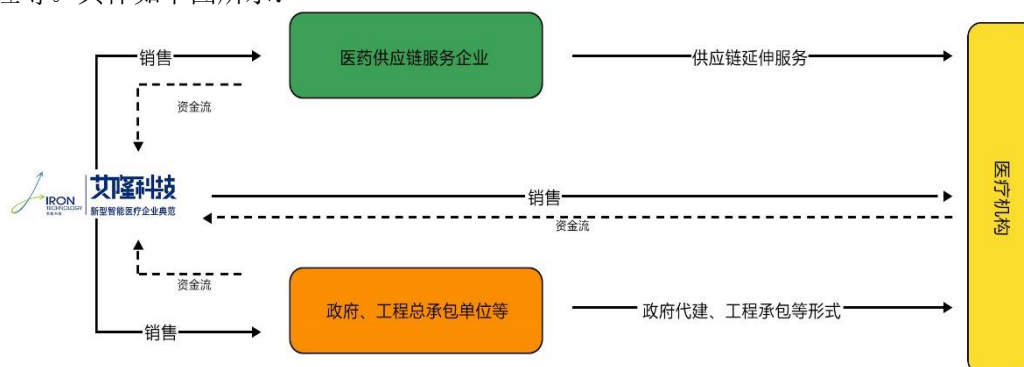 销售
医药供应链服务企业
供应链延伸服务
资金流
IRON
TECHNOLOGY
艾隆科技
新型智能医疗企业典范
销售
资金流
医疗机构
资金流
政府、工程总承包单位等
政府代建、工程承包等形式
销售